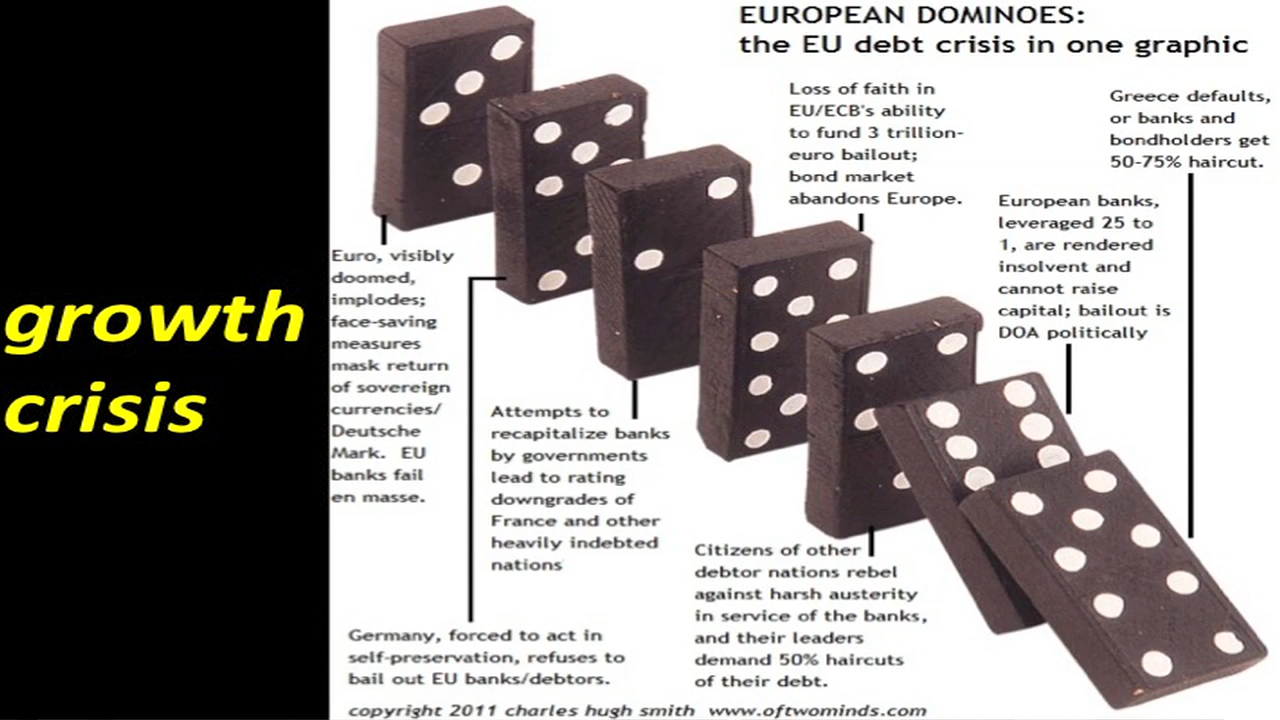 growth
crisis
EUROPEAN DOMINOES:
the EU debt crisis in one graphic
Loss of faith in
EU/ECB's ability
to fund 3 trillion-
euro bailout;
bond market
abandons Europe.
Greece defaults,
or banks and
bondholders get
50-75% haircut.
European banks,
leveraged 25 to
1, are rendered
insolvent and
cannot raise
capital; bailout is
DOA politically
Euro, visibly
doomed,
implodes;
face-saving
measures
mask return
of sovereign
currencies/
Deutsche
Mark. EU
banks fail
en masse.
Attempts to
recapitalize banks
by governments
lead to rating
downgrades of
France and other
heavily indebted
nations
Citizens of other
debtor nations rebel
against harsh austerity
in service of the banks,
and their leaders
demand 50% haircuts
of their debt.
Germany, forced to act in
self-preservation, refuses to
bail out EU banks/debtors.
copyright 2011 charles hugh smith www.oftwominds.com